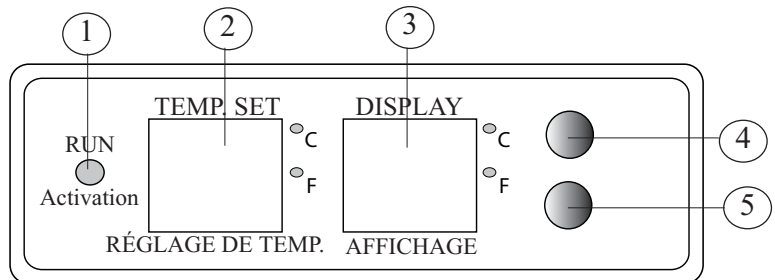 1
2
3
TEMP. SET
DISPLAY
C
C
4
RUN
F
F
Activation
5
RÉGLAGE DE TEMP.
AFFICHAGE